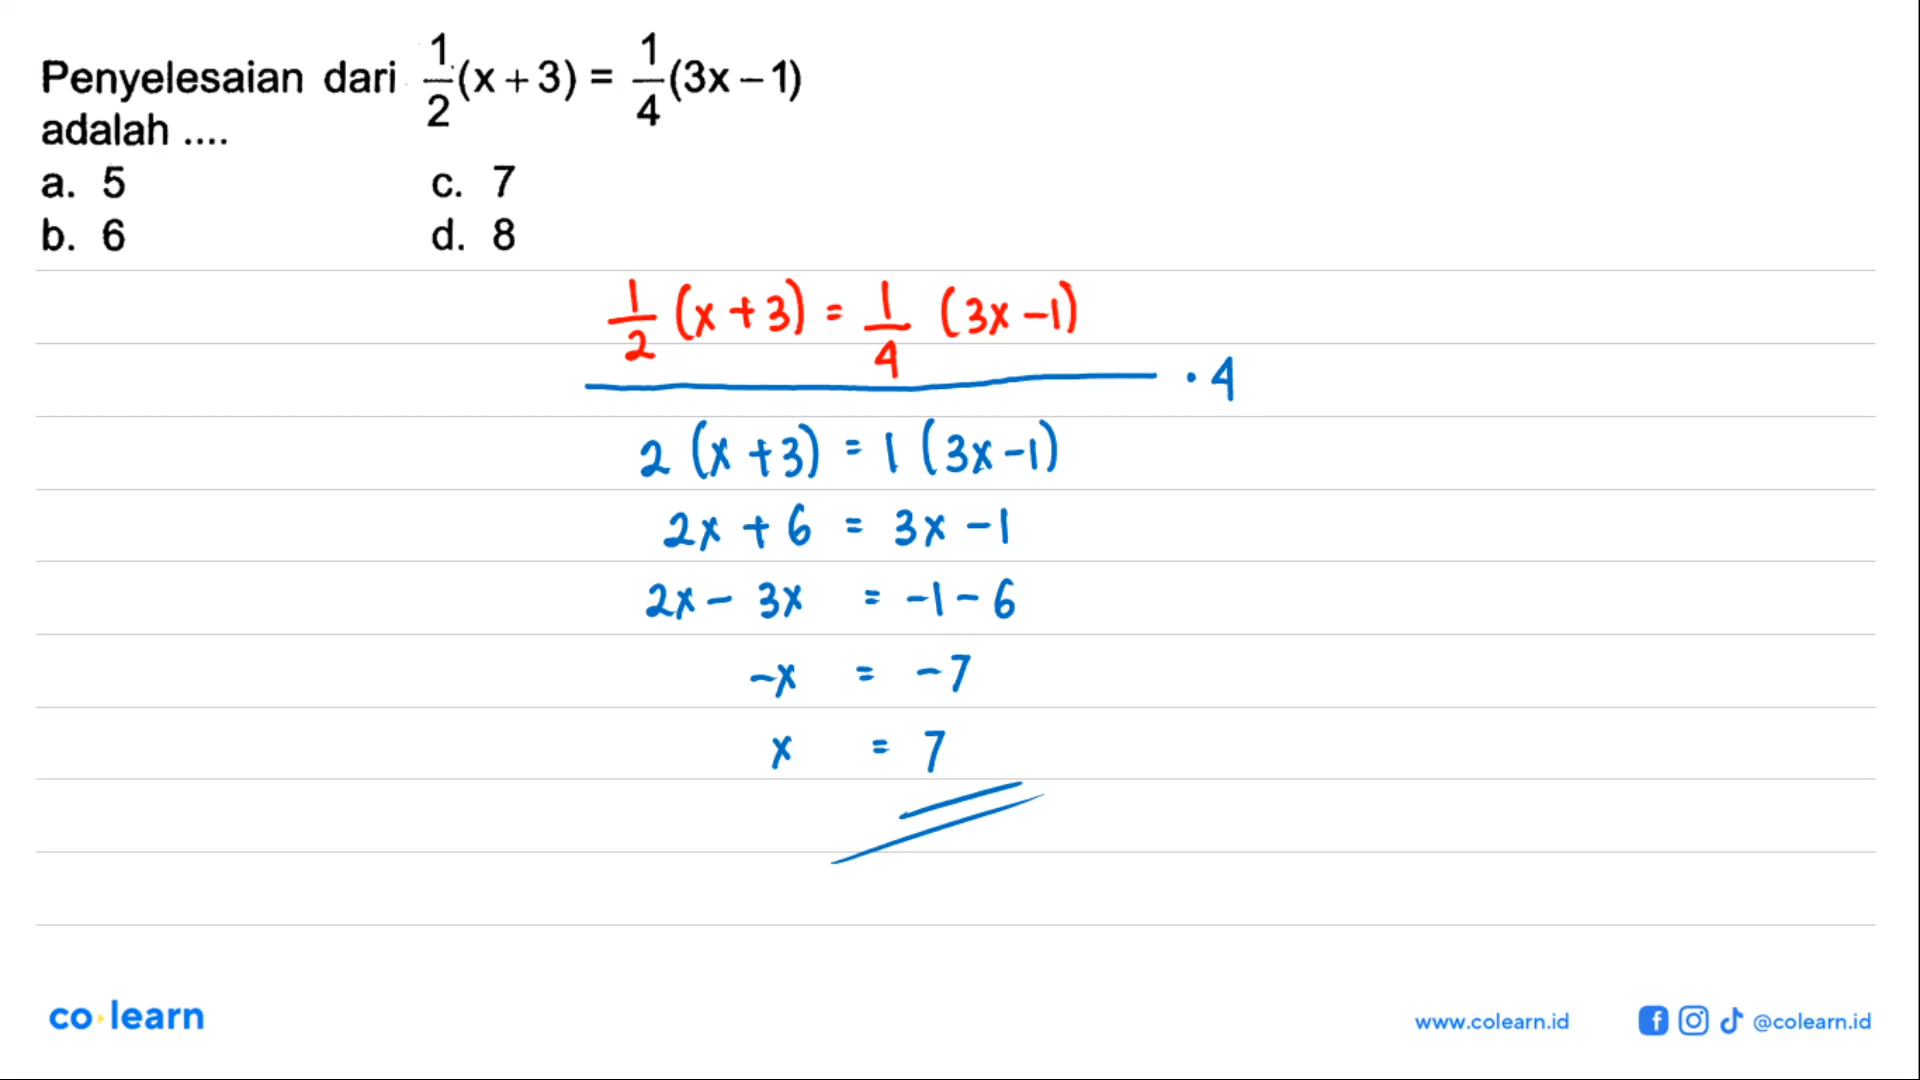 Penyelesaian dari 1/2(x + 3) = 1/4(3x – 1)
adalah ....
a. 5 c. 7
b. 6 d. 8
1/2 (x + 3) = 1/4 (3x – 1)
· 4
2 (x + 3) = 1 (3x – 1)
2x + 6 = 3x – 1
2x – 3x = –1 – 6
–x = –7
x = 7
co learn
www.colearn.id @colearn.id